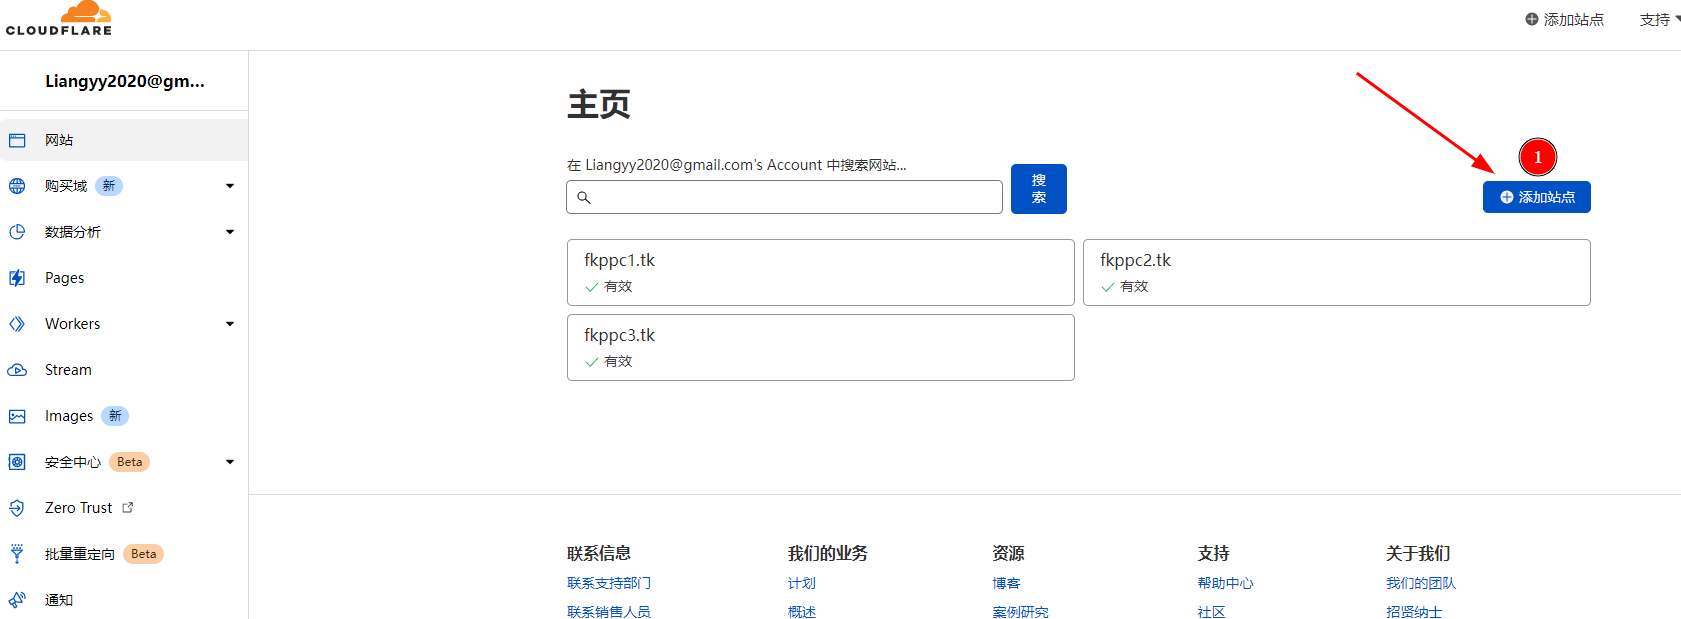 CLOUDFLARE
添加站点
支持
Liangyy2020@gm...
网站
购买域 新
数据分析
Pages
Workers
Stream
Images 新
安全中心 Beta
Zero Trust
批量重定向 Beta
通知
主页
在 Liangyy2020@gmail.com's Account 中搜索网站...
搜
索
1
添加站点
fkppc1.tk
有效
fkppc2.tk
有效
fkppc3.tk
有效
联系信息
联系支持部门
联系销售人员
我们的业务
计划
概述
资源
博客
案例研究
支持
帮助中心
社区
关于我们
我们的团队
招贤纳士